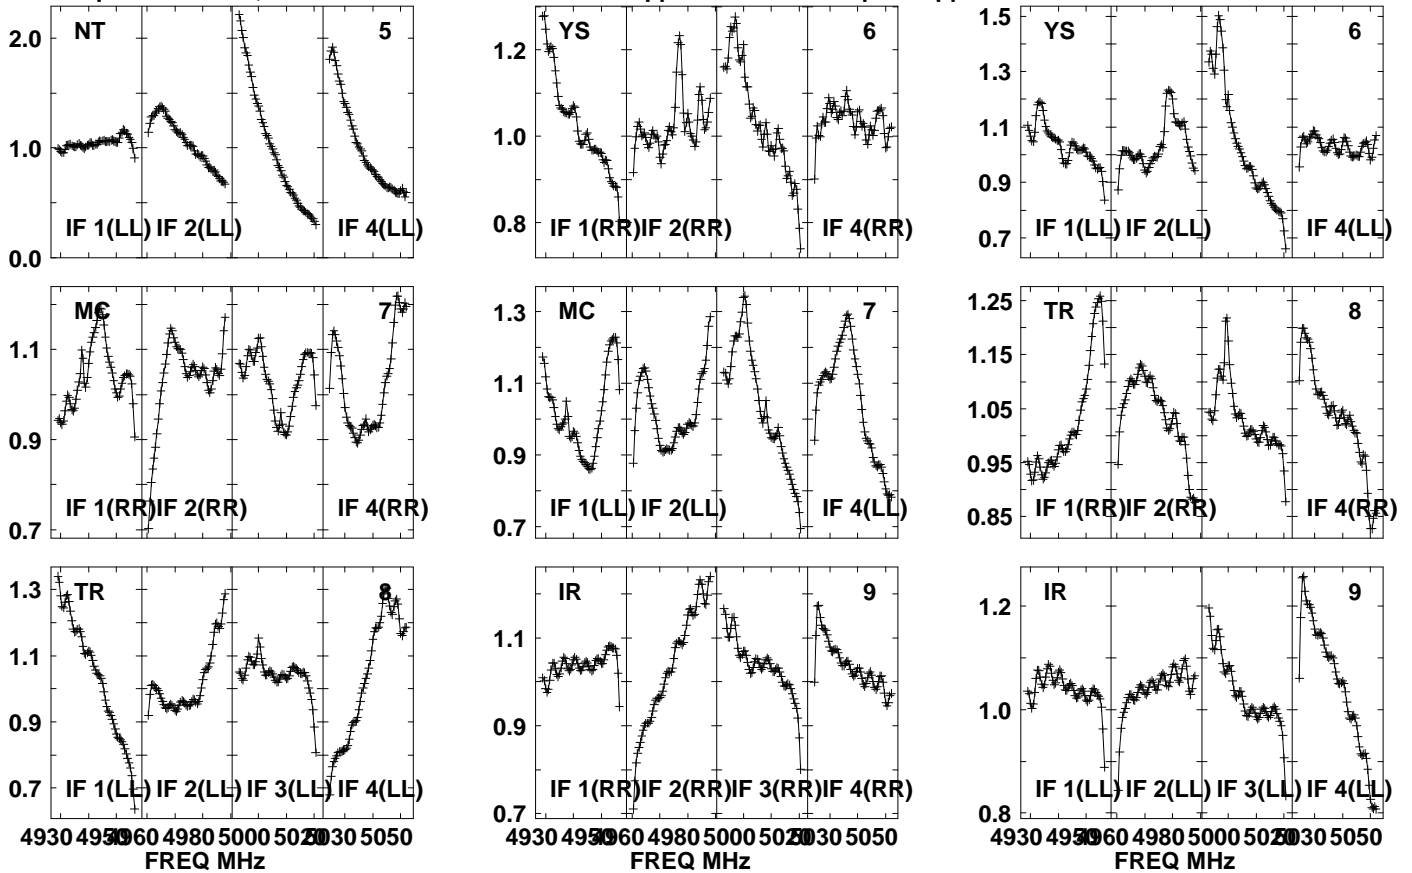 NT 5
2.0
1.0
0.0
IF 1(LL) IF 2(LL) IF 4(LL)
YS 6
1.2
1.0
0.8
IF 1(RR) IF 2(RR) IF 4(RR)
YS 6
1.5
1.3
1.1
0.9
0.7
IF 1(LL) IF 2(LL) IF 4(LL)
MC 7
1.1
0.9
0.7
IF 1(RR) IF 2(RR) IF 4(RR)
MC 7
1.3
1.1
0.9
0.7
IF 1(LL) IF 2(LL) IF 4(LL)
TR 8
1.25
1.15
1.05
0.95
0.85
IF 1(RR) IF 2(RR) IF 4(RR)
TR 8
1.3
1.1
0.9
0.7
IF 1(LL) IF 2(LL) IF 3(LL) IF 4(LL)
4930 4950 4960 4980 5000 5020 5030 5050
FREQ MHz
IR 9
1.3
1.1
0.9
0.7
IF 1(RR) IF 2(RR) IF 3(RR) IF 4(RR)
4930 4950 4960 4980 5000 5020 5030 5050
FREQ MHz
IR 9
1.2
1.0
0.8
IF 1(LL) IF 2(LL) IF 3(LL) IF 4(LL)
4930 4950 4960 4980 5000 5020 5030 5050
FREQ MHz